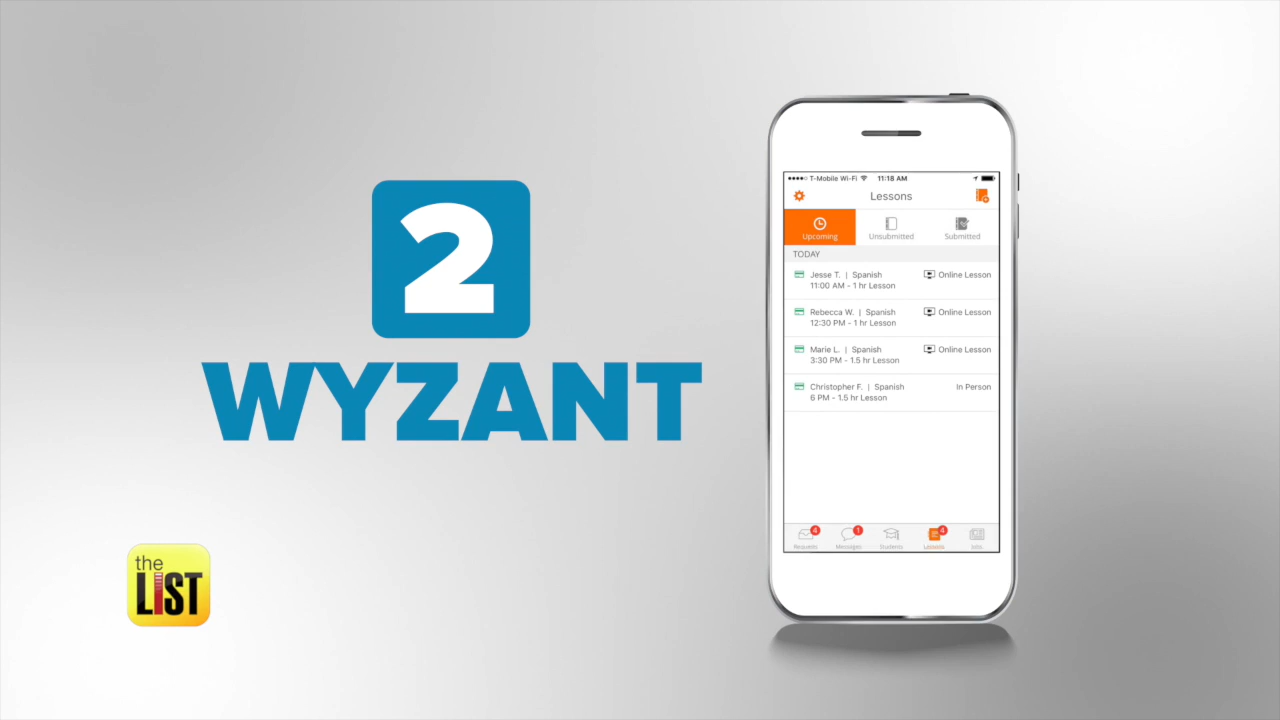 2
WYZANT
the
LIST
T-Mobile Wi-Fi 11:18 AM
Lessons
Upcoming Unsubmitted Submitted
TODAY
Jesse T. | Spanish Online Lesson
11:00 AM - 1 hr Lesson
Rebecca W. | Spanish Online Lesson
12:30 PM - 1 hr Lesson
Marie L. | Spanish Online Lesson
3:30 PM - 1.5 hr Lesson
Christopher F. | Spanish In Person
6 PM - 1.5 hr Lesson
4 1 4
Requests Messages Students Lessons Jobs